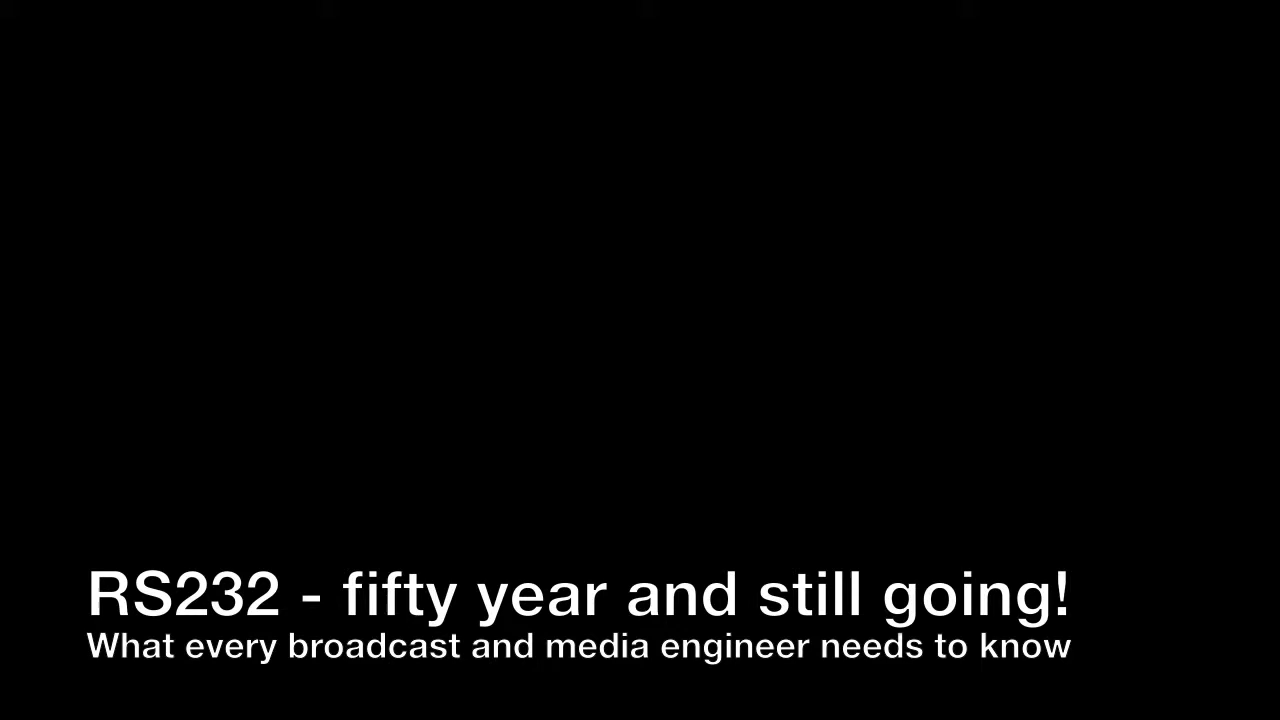 RS232 - fifty year and still going!
What every broadcast and media engineer needs to know